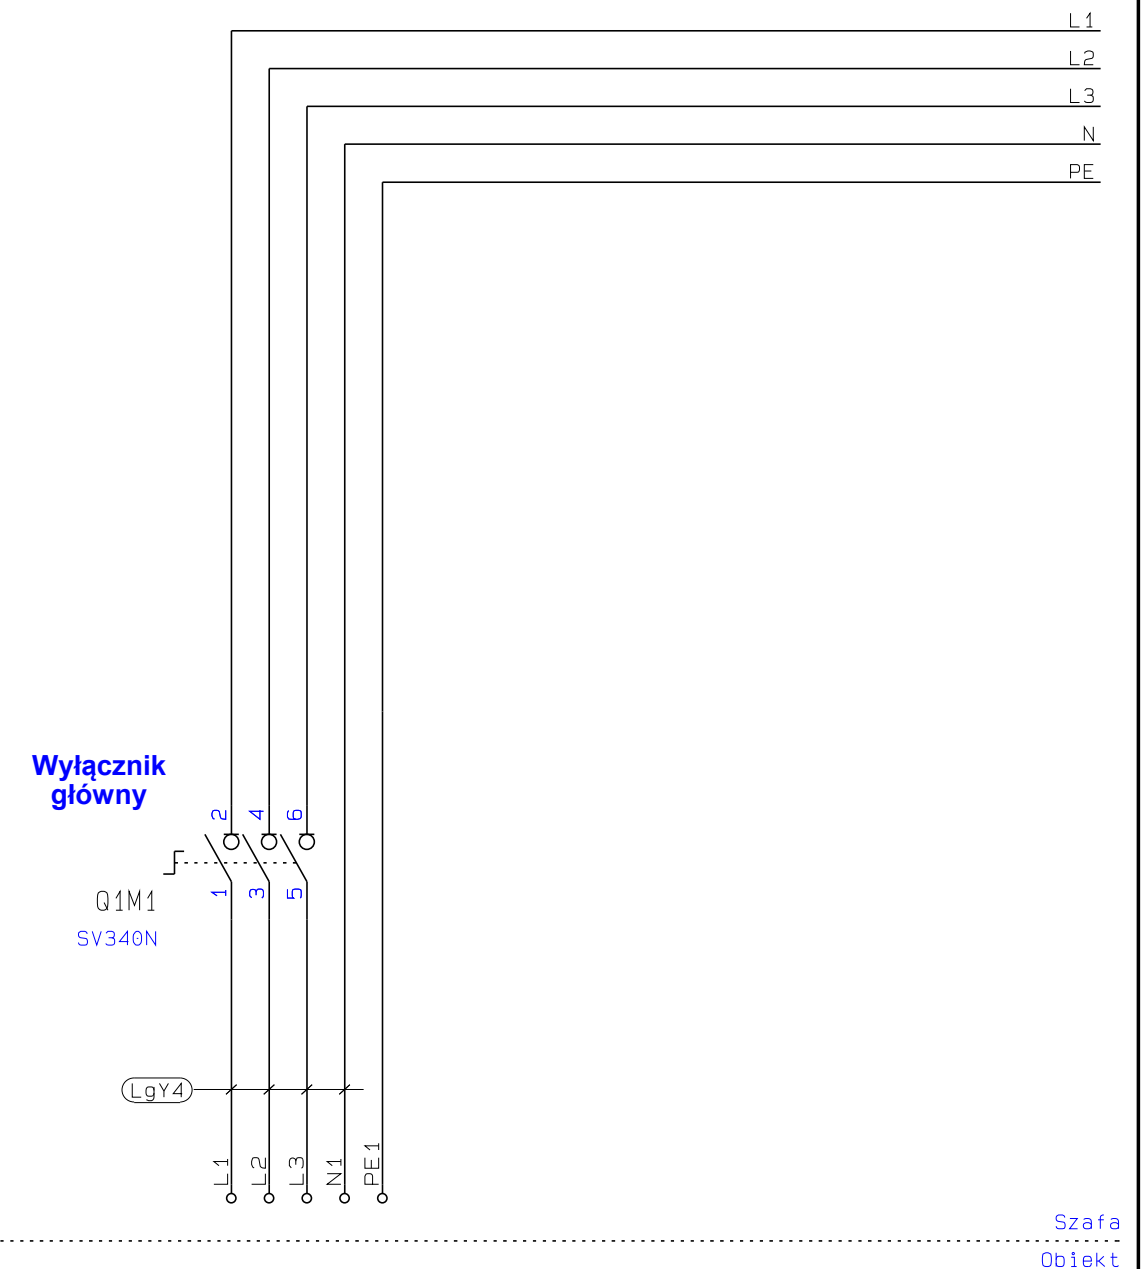 L1
L2
L3
N
PE
Wyłącznik
główny
2 4 6
1 3 5
Q1M1
SV340N
LgY4
L1 L2 L3 N1 PE1
Szafa
Obiekt